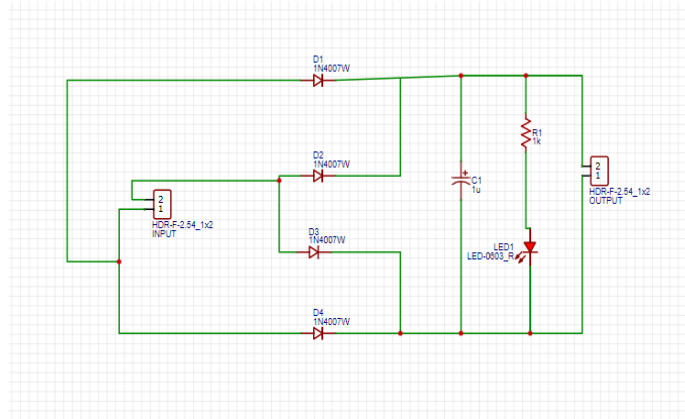 D1
1N4007W
D2
1N4007W
2
1
HDR-F-2.54_1x2
INPUT
D3
1N4007W
D4
1N4007W
+
C1
1u
R1
1k
LED1
LED-0603_R
2
1
HDR-F-2.54_1x2
OUTPUT